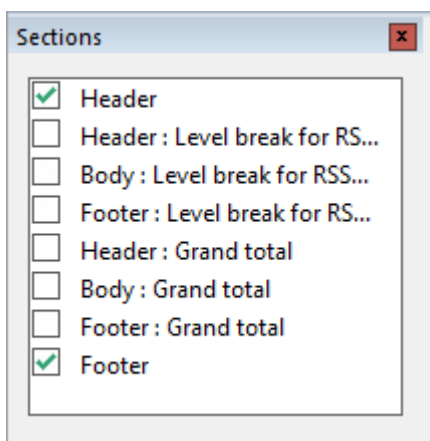 Sections
Header
Header : Level break for RS...
Body : Level break for RSS...
Footer : Level break for RS...
Header : Grand total
Body : Grand total
Footer : Grand total
Footer